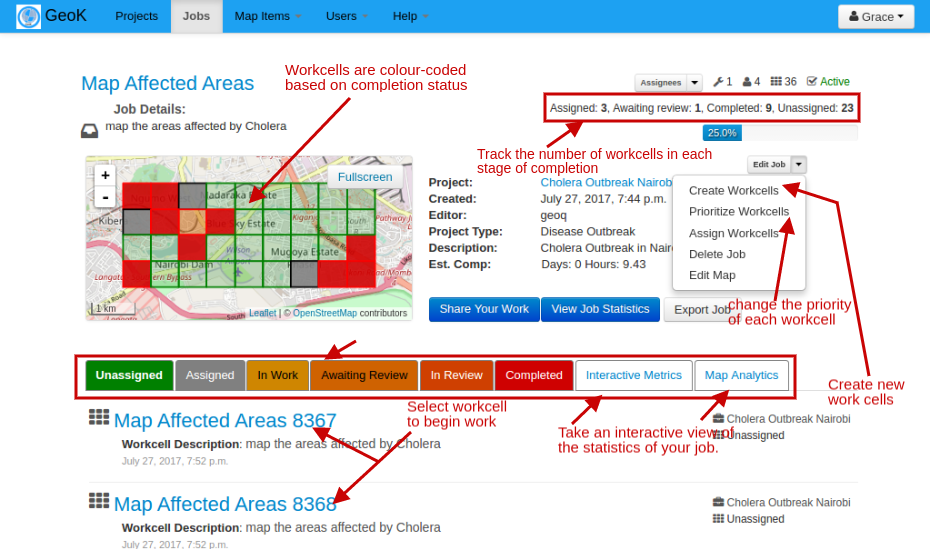 GeoK
Projects
Jobs
Map Items
Users
Help
Grace
Map Affected Areas
Workcells are colour-coded
based on completion status
Assignees
1
4
36
Active
Job Details:
map the areas affected by Cholera
Assigned: 3, Awaiting review: 1, Completed: 9, Unassigned: 23
25.0%
Track the number of workcells in each
stage of completion
Edit Job
+
-
Fullscreen
Madaraka Estate
Kiber
Sky Estate
Wilson
Mugoya Estate
Nairobi Dam
Southern Bypass
1 km
Leaflet | © OpenStreetMap contributors
Project: Cholera Outbreak Nairob
Created: July 27, 2017, 7:44 p.m.
Editor: geoq
Project Type: Disease Outbreak
Description: Cholera Outbreak in Nair
Est. Comp: Days: 0 Hours: 9.43
Create Workcells
Prioritize Workcells
Assign Workcells
Delete Job
Edit Map
Share Your Work
View Job Statistics
Export Job
change the priority
of each workcell
Unassigned
Assigned
In Work
Awaiting Review
In Review
Completed
Interactive Metrics
Map Analytics
Create new
work cells
Select workcell
to begin work
Map Affected Areas 8367
Workcell Description: map the areas affected by Cholera
July 27, 2017, 7:52 p.m.
Take an interactive view of
the statistics of your job.
Cholera Outbreak Nairobi
Unassigned
Map Affected Areas 8368
Workcell Description: map the areas affected by Cholera
July 27, 2017, 7:52 p.m.
Cholera Outbreak Nairobi
Unassigned